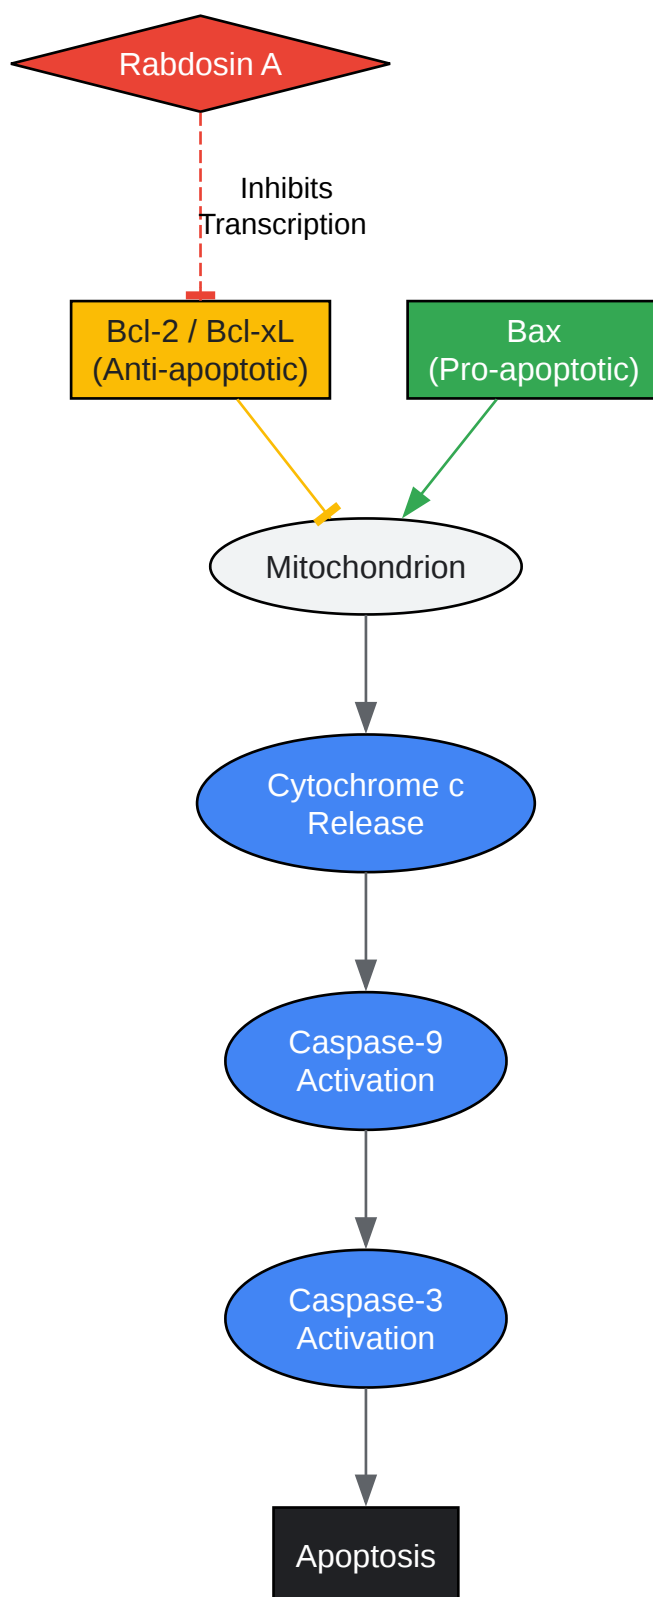 Rabdosin A
Inhibits
Transcription
Bcl-2 / Bcl-xL
(Anti-apoptotic)
Bax
(Pro-apoptotic)
Mitochondrion
Cytochrome c
Release
Caspase-9
Activation
Caspase-3
Activation
Apoptosis